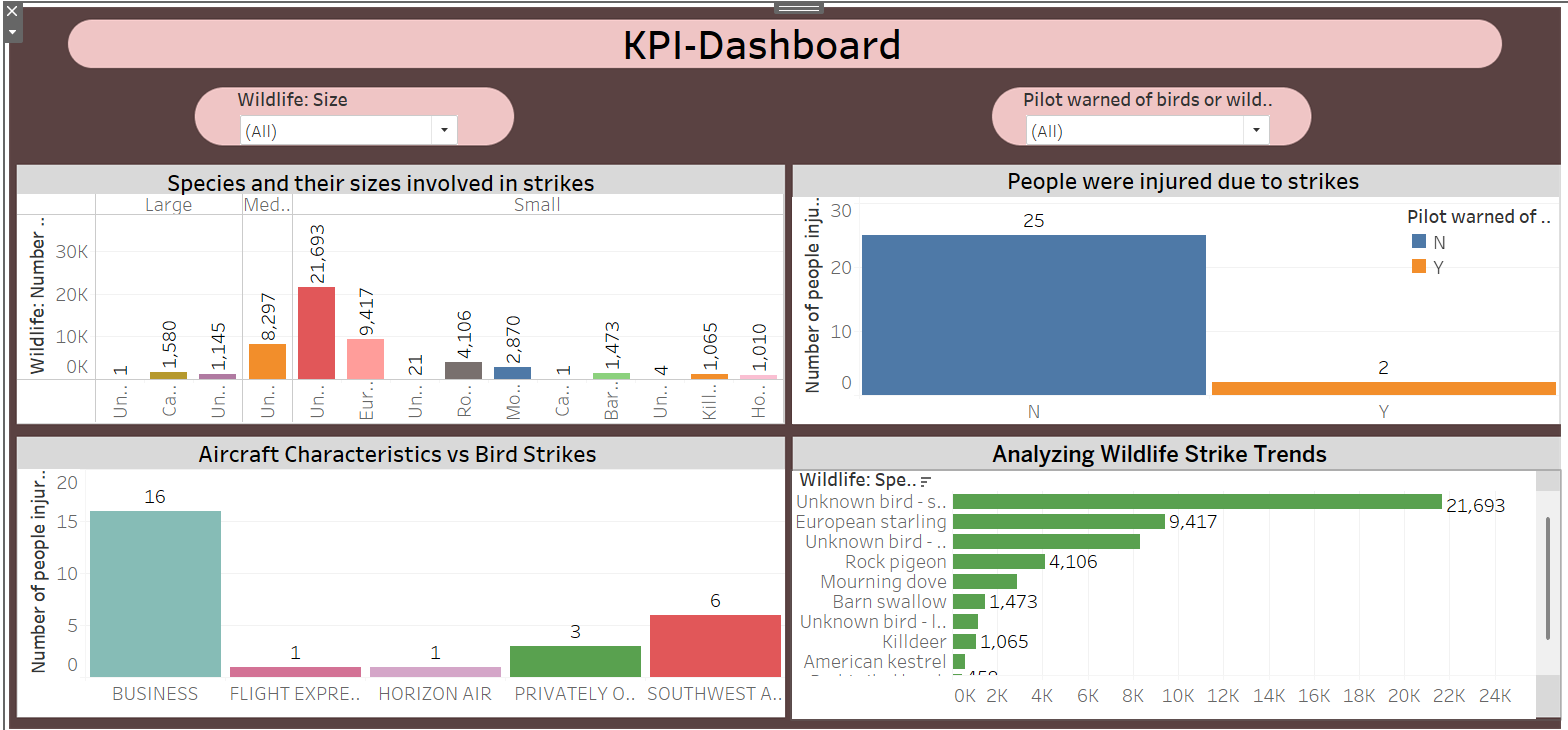 KPI-Dashboard
Wildlife: Size
(All)
Pilot warned of birds or wild..
(All)
Species and their sizes involved in strikes
Large
Med..
Small
Wildlife: Number ..
30K
20K
10K
0K
1
1,580
1,145
8,297
21,693
9,417
21
4,106
2,870
1
1,473
4
1,065
1,010
Un..
Ca..
Un..
Un..
Un..
Eur..
Un..
Ro..
Mo..
Ca..
Bar..
Un..
Kill..
Ho..
People were injured due to strikes
Number of people inju..
30
20
10
0
25
2
N
Y
Pilot warned of ..
N
Y
Aircraft Characteristics vs Bird Strikes
Number of people injur..
20
15
10
5
0
16
1
1
3
6
BUSINESS
FLIGHT EXPRE..
HORIZON AIR
PRIVATELY O..
SOUTHWEST A..
Analyzing Wildlife Strike Trends
Wildlife: Spe..
Unknown bird - s.. 21,693
European starling 9,417
Unknown bird - ..
Rock pigeon 4,106
Mourning dove
Barn swallow 1,473
Unknown bird - l..
Killdeer 1,065
American kestrel
0K 2K 4K 6K 8K 10K 12K 14K 16K 18K 20K 22K 24K